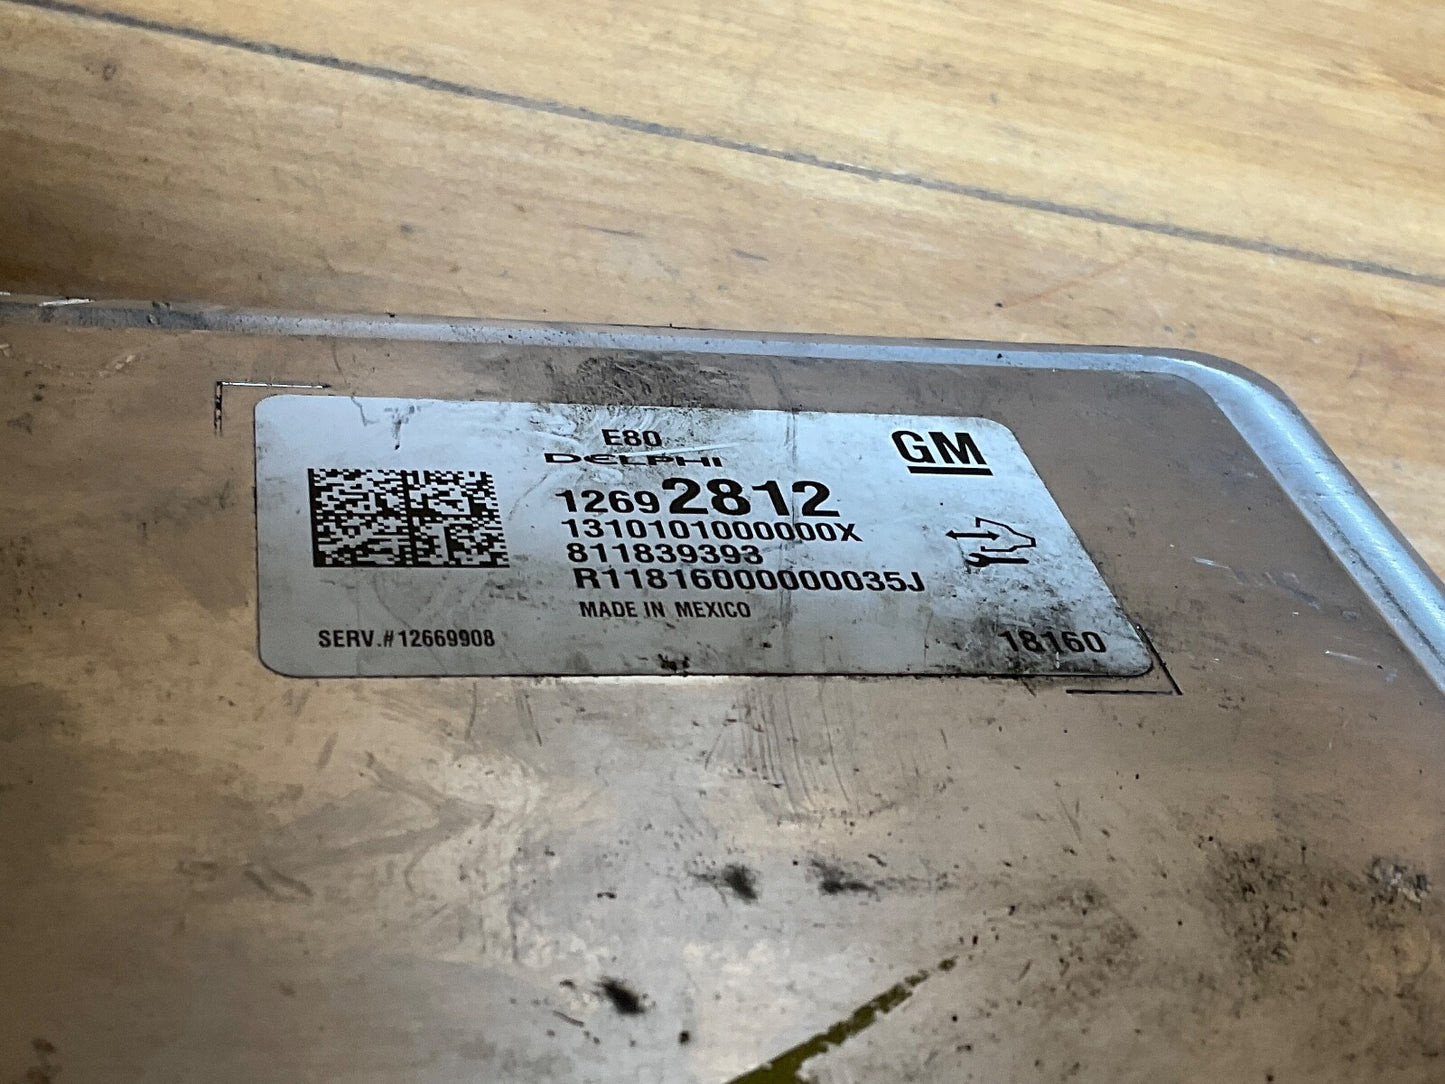 E80
GM
DELPHI
12692812
1310101000000X
811839393
R11816000000035J
MADE IN MEXICO
SERV.#12669908
18160